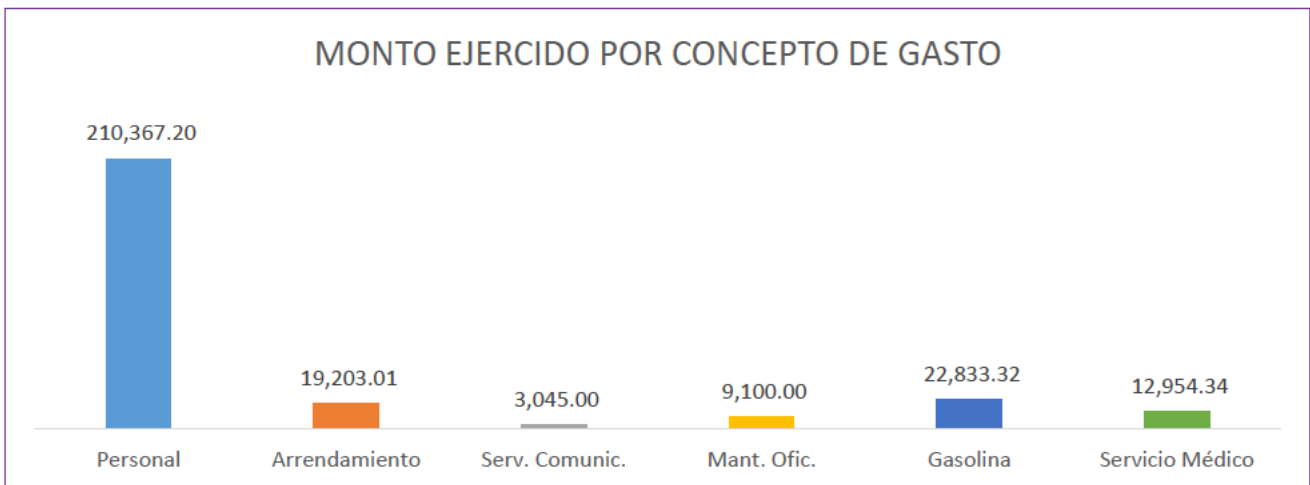 MONTO EJERCIDO POR CONCEPTO DE GASTO
210,367.20
19,203.01
3,045.00
9,100.00
22,833.32
12,954.34
Personal
Arrendamiento
Serv. Comunic.
Mant. Ofic.
Gasolina
Servicio Médico